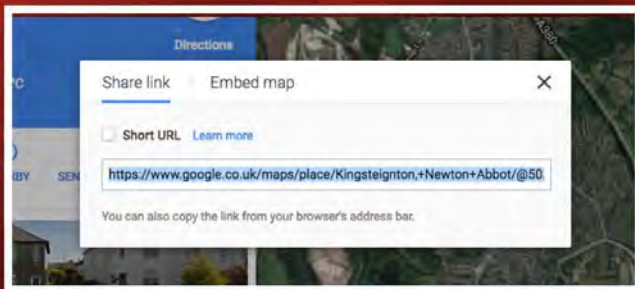 Directions
A380
Share link
Embed map
Short URL Learn more
https://www.google.co.uk/maps/place/Kingsteignton,+Newton+Abbot/@50
You can also copy the link from your browser's address bar.